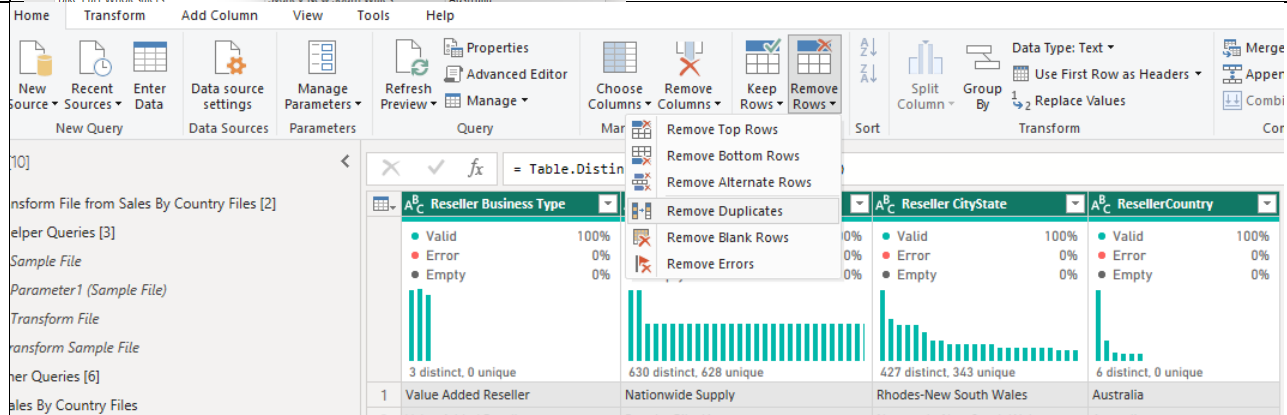 Home Transform Add Column View Tools Help
New Source
Recent Sources
Enter Data
New Query
Data source settings
Data Sources
Manage Parameters
Parameters
Refresh Preview
Properties
Advanced Editor
Manage
Query
Choose Columns
Remove Columns
Keep Rows
Remove Rows
Sort
Split Column
Group By
Data Type: Text
Use First Row as Headers
Replace Values
Transform
Remove Top Rows
Remove Bottom Rows
Remove Alternate Rows
Remove Duplicates
Remove Blank Rows
Remove Errors
[10]
fx = Table.Distin
nsform File from Sales By Country Files [2]
elper Queries [3]
Sample File
Parameter1 (Sample File)
Transform File
ransform Sample File
her Queries [6]
ales By Country Files
ABC Reseller Business Type
Valid 100%
Error 0%
Empty 0%
3 distinct, 0 unique
630 distinct, 628 unique
ABC Reseller CityState
Valid 100%
Error 0%
Empty 0%
427 distinct, 343 unique
ABC ResellerCountry
Valid 100%
Error 0%
Empty 0%
6 distinct, 0 unique
1 Value Added Reseller Nationwide Supply Rhodes-New South Wales Australia